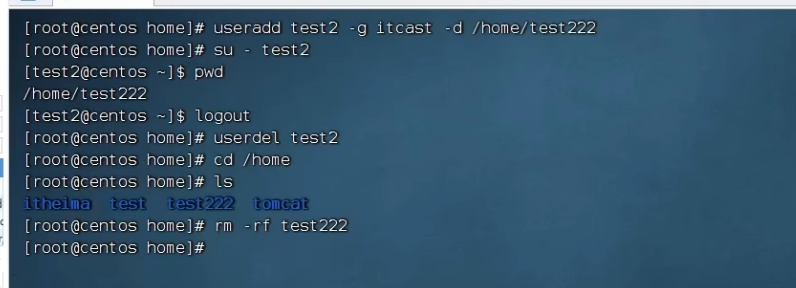 [root@centos home]# useradd test2 -g itcast -d /home/test222
[root@centos home]# su - test2
[test2@centos ~]$ pwd
/home/test222
[test2@centos ~]$ logout
[root@centos home]# userdel test2
[root@centos home]# cd /home
[root@centos home]# ls
itheima  test  test222  tomcat
[root@centos home]# rm -rf test222
[root@centos home]#